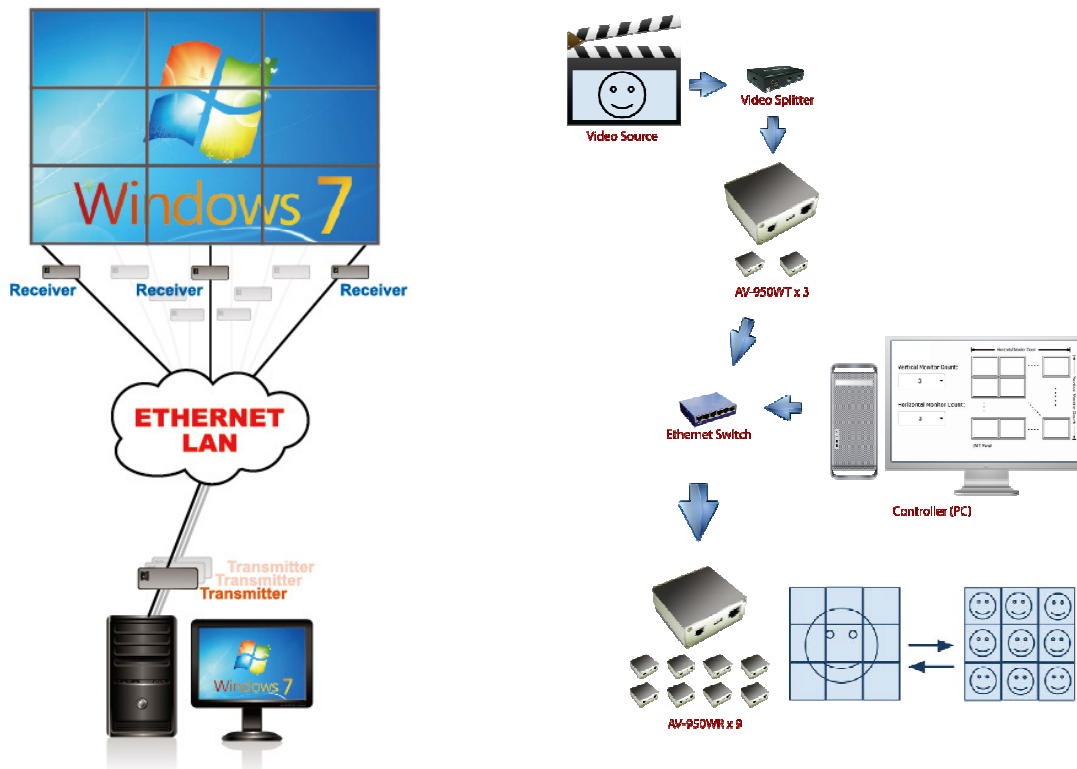 Windows 7
Receiver
Receiver
Receiver
ETHERNET
LAN
Transmitter
Transmitter
Transmitter
Windows 7
Video Source
Video Splitter
AV-950WT x 3
Ethernet Switch
Vertical Monitor Count:
3
Horizontal Monitor Count:
3
Controller (PC)
AV-950WR x 9